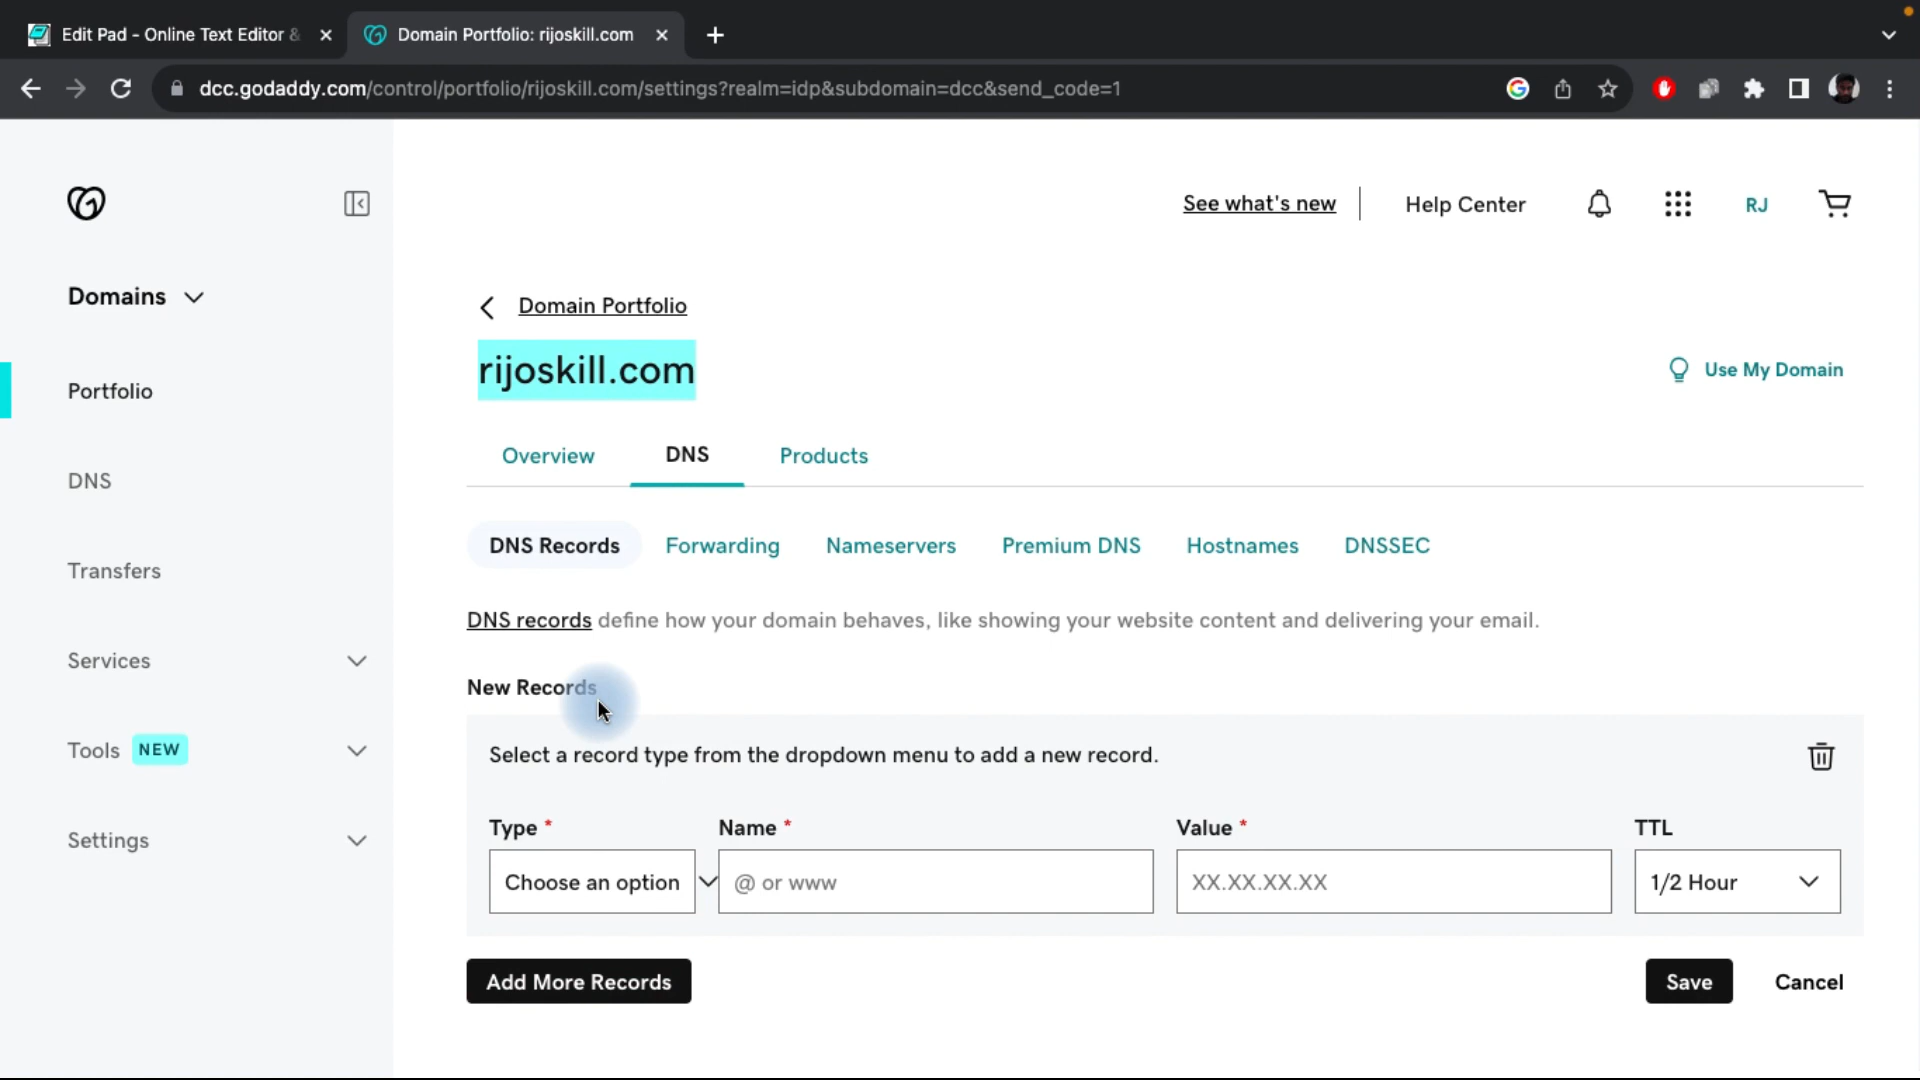 Edit Pad - Online Text Editor &
Domain Portfolio: rijoskill.com
dcc.godaddy.com/control/portfolio/rijoskill.com/settings?realm=idp&subdomain=dcc&send_code=1
See what's new
Help Center
RJ
Domains
Domain Portfolio
rijoskill.com
Use My Domain
Portfolio
DNS
Transfers
Services
Tools NEW
Settings
Overview
DNS
Products
DNS Records
Forwarding
Nameservers
Premium DNS
Hostnames
DNSSEC
DNS records define how your domain behaves, like showing your website content and delivering your email.
New Records
Select a record type from the dropdown menu to add a new record.
Type *
Name *
Value *
TTL
Choose an option
@ or www
XX.XX.XX.XX
1/2 Hour
Add More Records
Save
Cancel